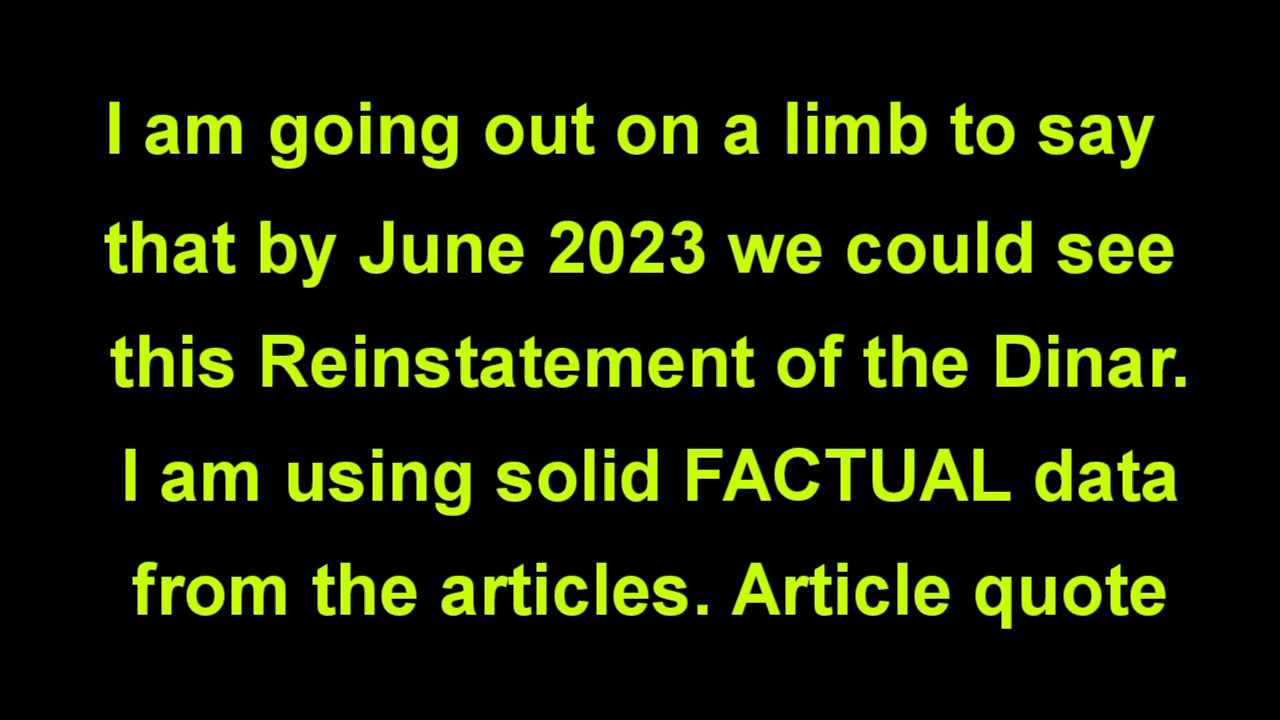 I am going out on a limb to say
that by June 2023 we could see
this Reinstatement of the Dinar.
I am using solid FACTUAL data
from the articles. Article quote